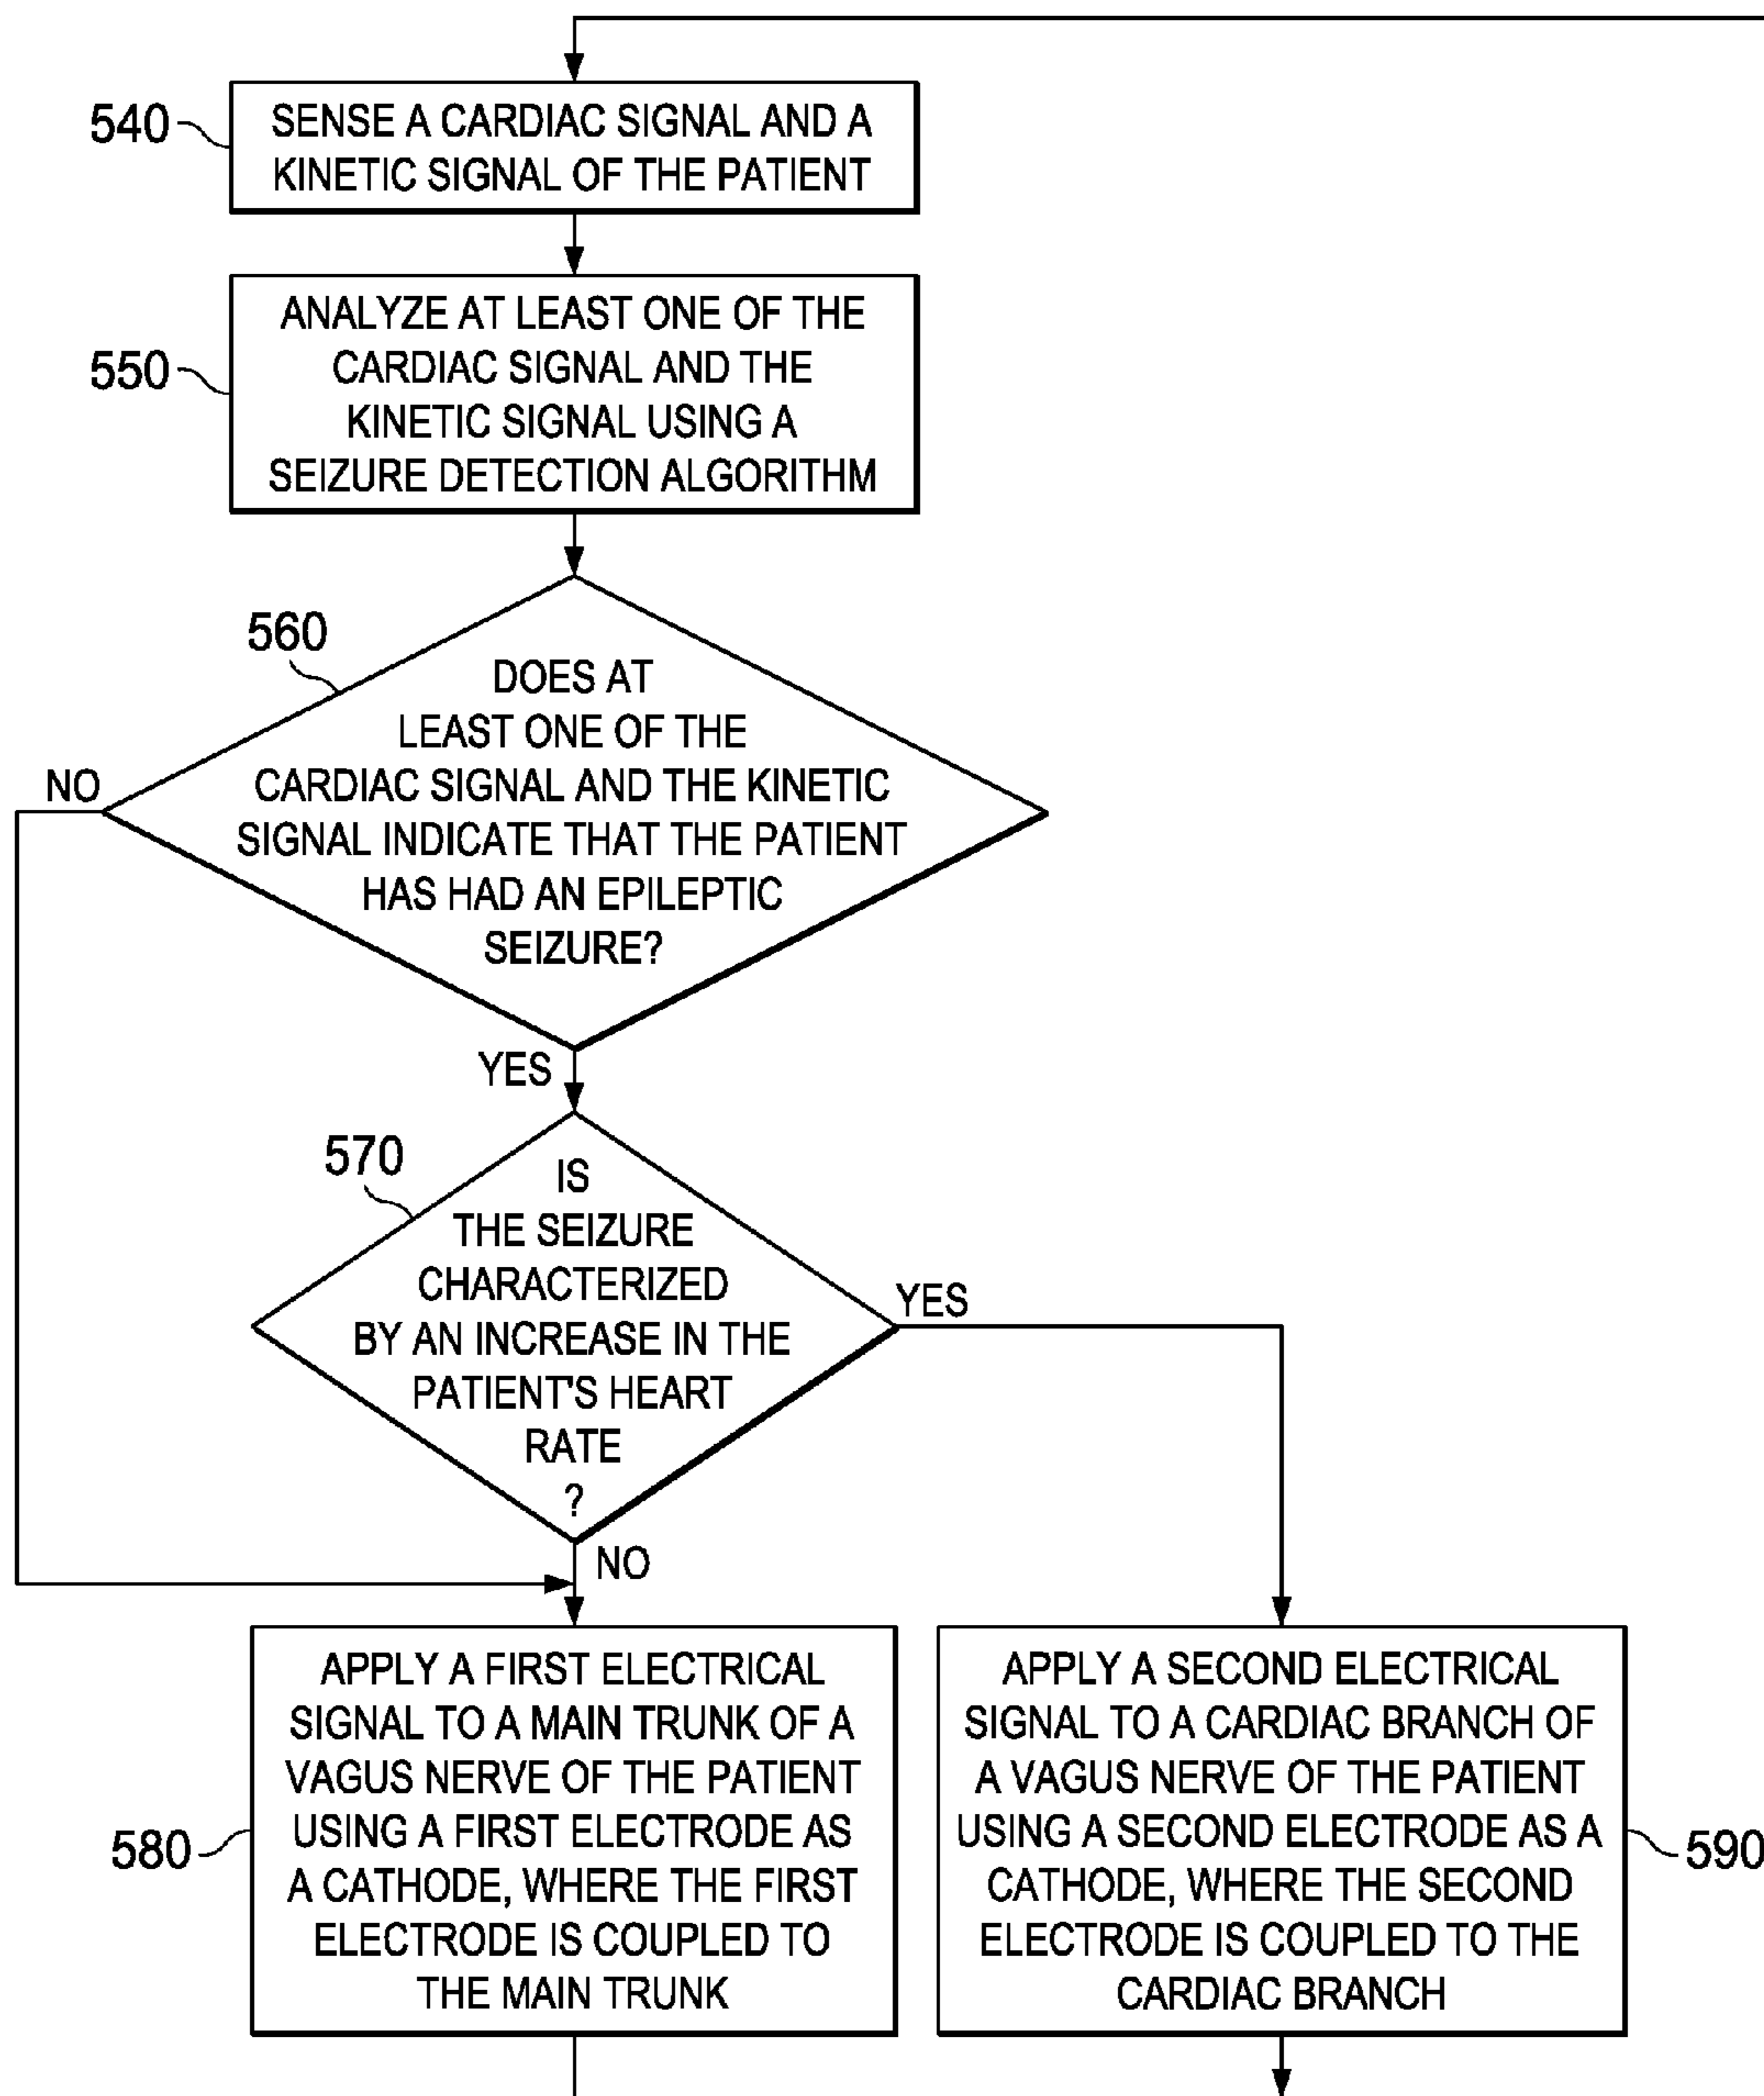 540
SENSE A CARDIAC SIGNAL AND A
KINETIC SIGNAL OF THE PATIENT
550
ANALYZE AT LEAST ONE OF THE
CARDIAC SIGNAL AND THE
KINETIC SIGNAL USING A
SEIZURE DETECTION ALGORITHM
560
DOES AT
LEAST ONE OF THE
CARDIAC SIGNAL AND THE KINETIC
SIGNAL INDICATE THAT THE PATIENT
HAS HAD AN EPILEPTIC
SEIZURE?
NO
YES
570
IS
THE SEIZURE
CHARACTERIZED
BY AN INCREASE IN THE
PATIENT'S HEART
RATE
?
YES
NO
580
APPLY A FIRST ELECTRICAL
SIGNAL TO A MAIN TRUNK OF A
VAGUS NERVE OF THE PATIENT
USING A FIRST ELECTRODE AS
A CATHODE, WHERE THE FIRST
ELECTRODE IS COUPLED TO
THE MAIN TRUNK
APPLY A SECOND ELECTRICAL
SIGNAL TO A CARDIAC BRANCH OF
A VAGUS NERVE OF THE PATIENT
USING A SECOND ELECTRODE AS A
CATHODE, WHERE THE SECOND
ELECTRODE IS COUPLED TO THE
CARDIAC BRANCH
590